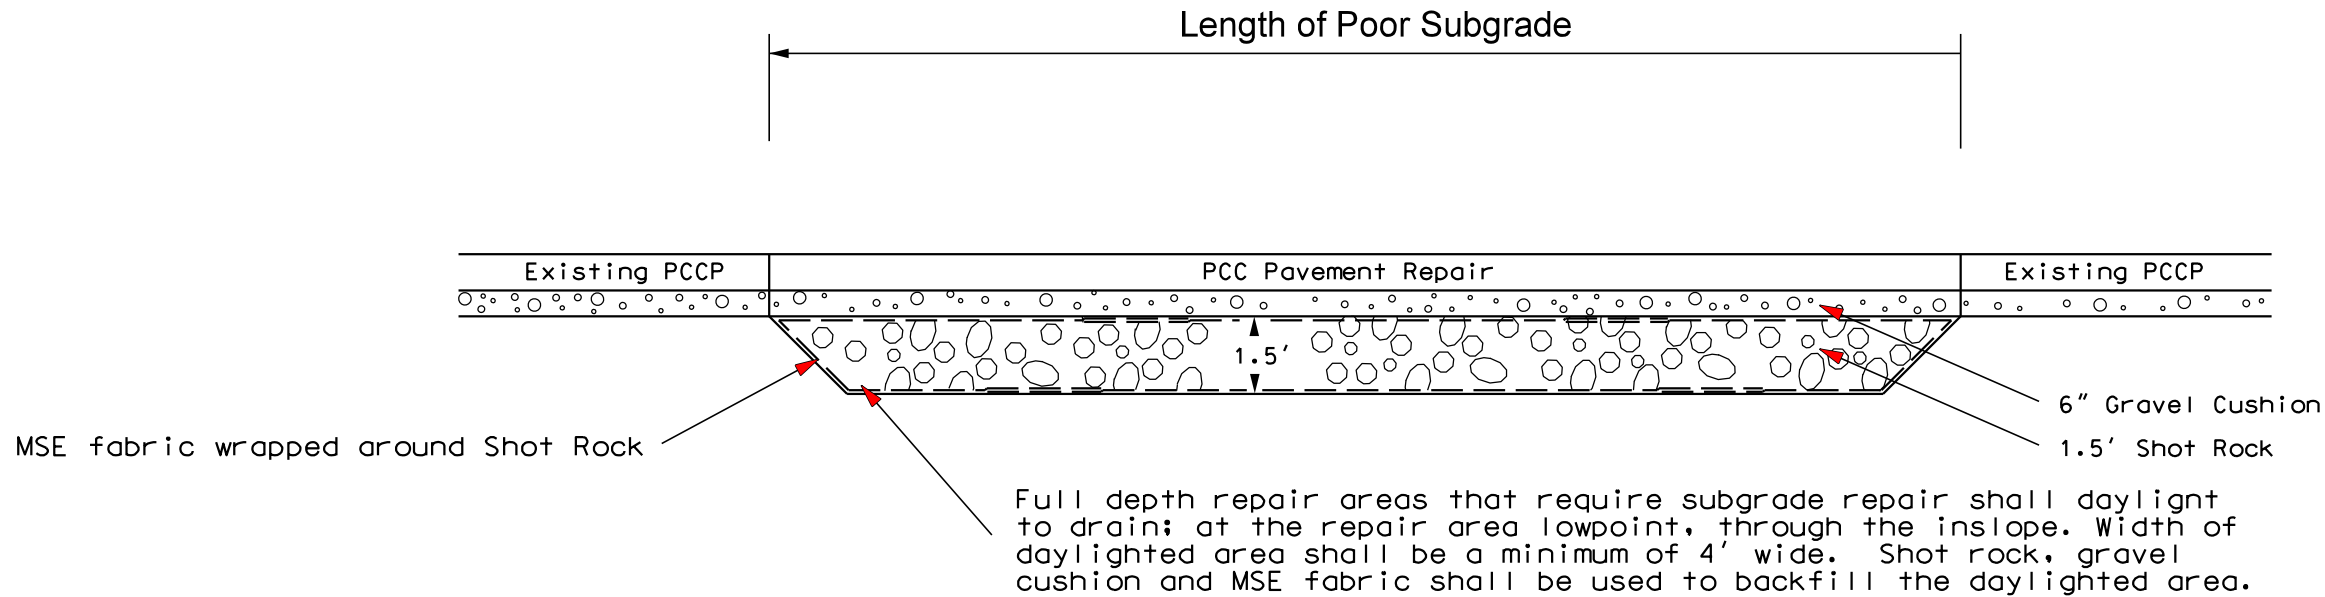 Length of Poor Subgrade
Existing PCCP
PCC Pavement Repair
Existing PCCP
1.5'
6" Gravel Cushion
1.5' Shot Rock
MSE fabric wrapped around Shot Rock
Full depth repair areas that require subgrade repair shall daylignt
to drain; at the repair area lowpoint, through the inslope. Width of
daylighted area shall be a minimum of 4' wide. Shot rock, gravel
cushion and MSE fabric shall be used to backfill the daylighted area.